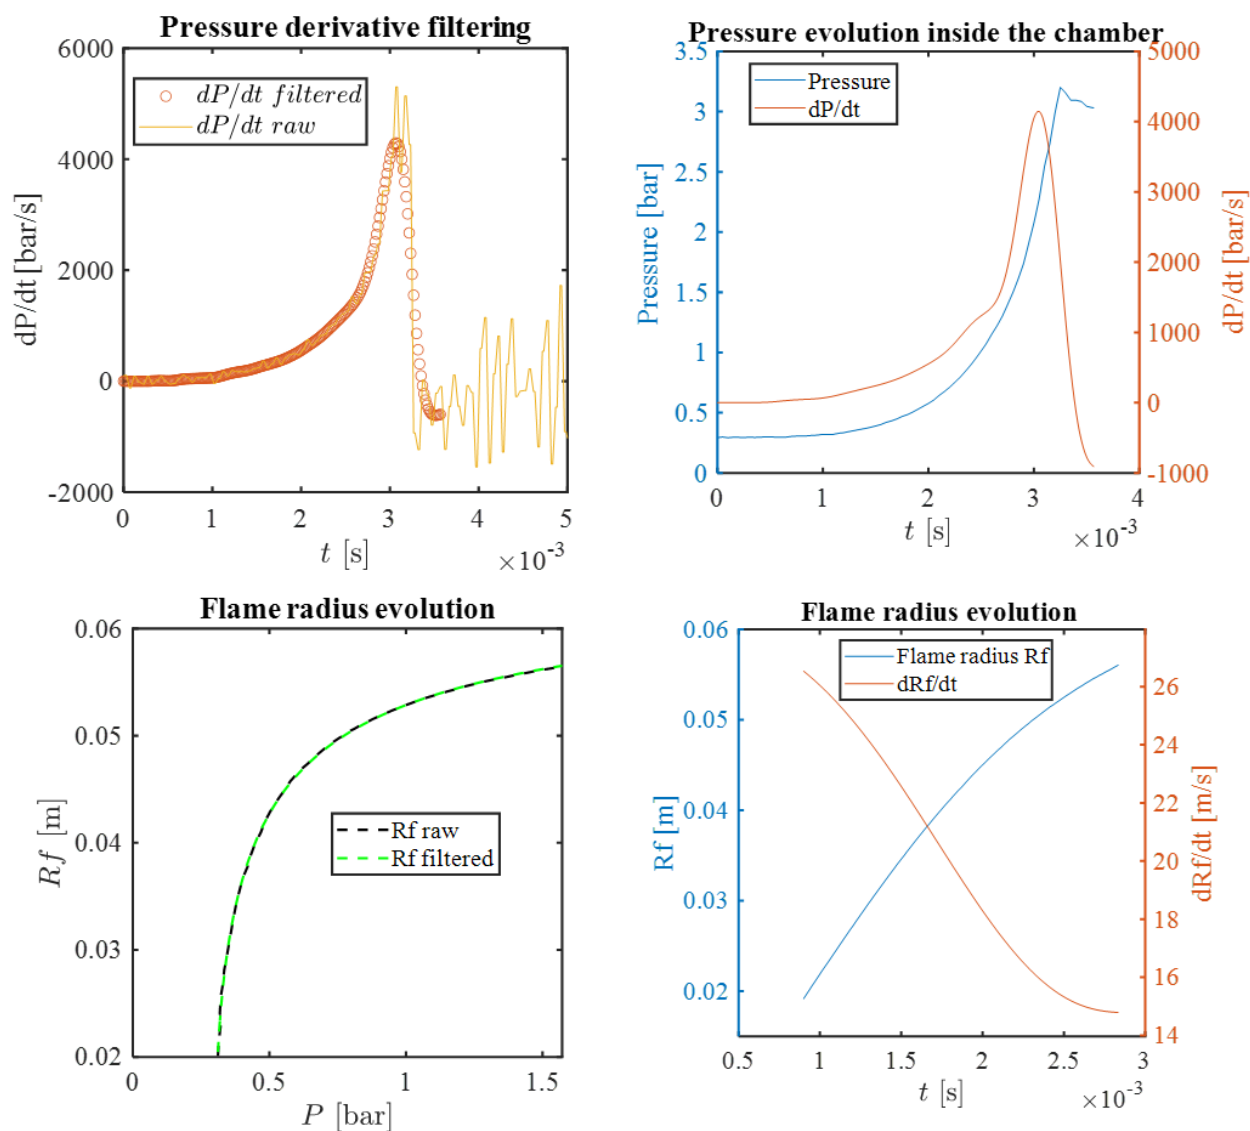 Pressure derivative filtering
6000
4000
2000
0
-2000
dP/dt [bar/s]
dP/dt filtered
dP/dt raw
0 1 2 3 4 5
t [s]
×10-3
Pressure evolution inside the chamber
3.5
3
2.5
2
1.5
1
0.5
0
Pressure [bar]
Pressure
dP/dt
5000
4000
3000
2000
1000
0
-1000
dP/dt [bar/s]
0 1 2 3 4
t [s]
×10-3
Flame radius evolution
0.06
0.05
0.04
0.03
0.02
Rf [m]
Rf raw
Rf filtered
0 0.5 1 1.5
P [bar]
Flame radius evolution
0.06
0.05
0.04
0.03
0.02
Rf [m]
Flame radius Rf
dRf/dt
26
24
22
20
18
16
14
dRf/dt [m/s]
0.5 1 1.5 2 2.5 3
t [s]
×10-3